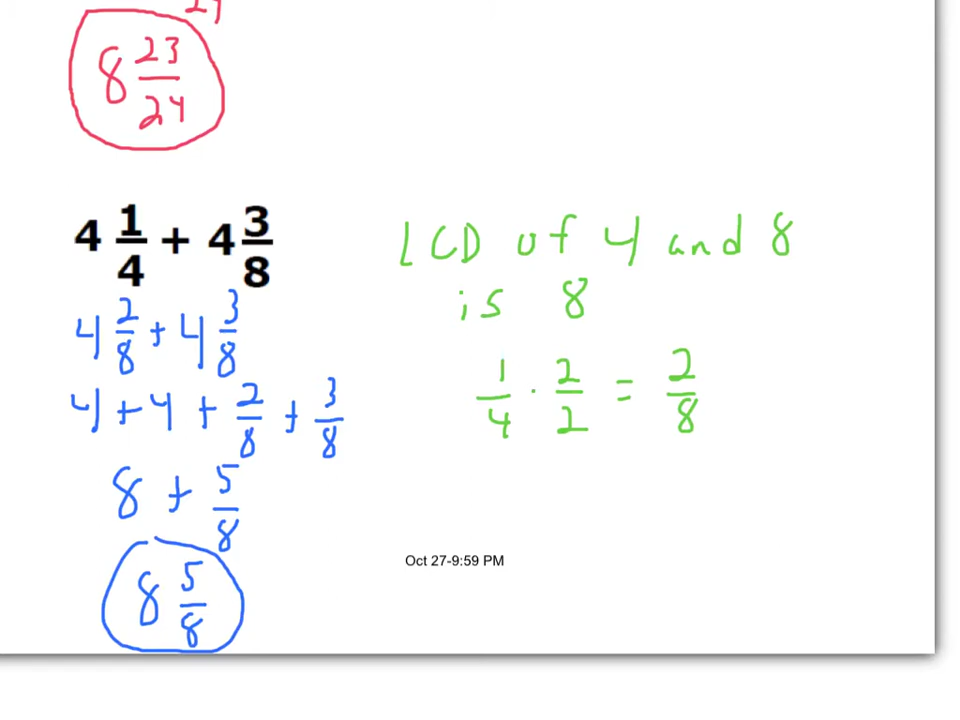 24
8 23/24
4 1/4 + 4 3/8
4 2/8 + 4 3/8
4 + 4 + 2/8 + 3/8
8 + 5/8
8 5/8
LCD of 4 and 8
is 8
1/4 · 2/2 = 2/8
Oct 27-9:59 PM